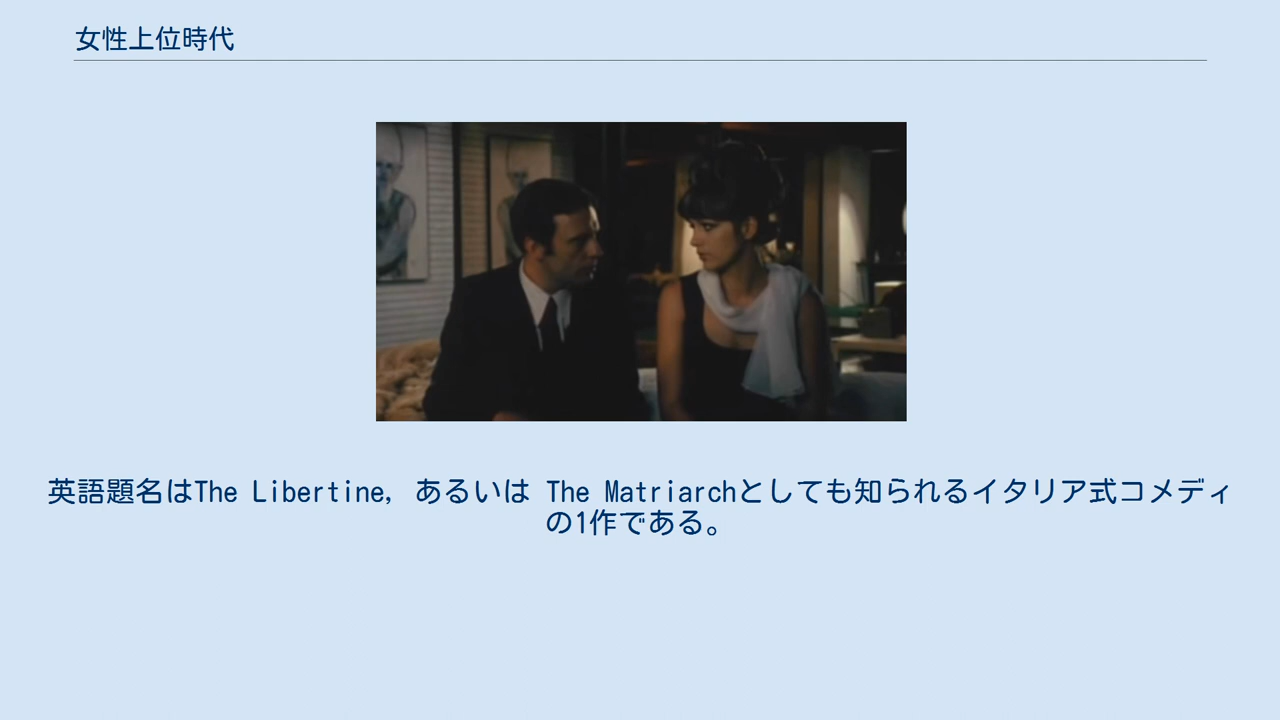 女性上位時代
英語題名はThe Libertine, あるいは The Matriarchとしても知られるイタリア式コメディ
の1作である。